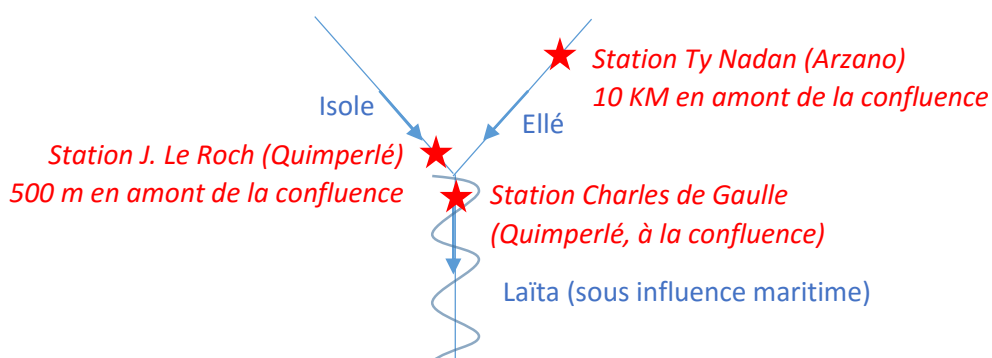 Station Ty Nadan (Arzano)
10 KM en amont de la confluence
Isole
Ellé
Station J. Le Roch (Quimperlé)
500 m en amont de la confluence
Station Charles de Gaulle
(Quimperlé, à la confluence)
Laïta (sous influence maritime)